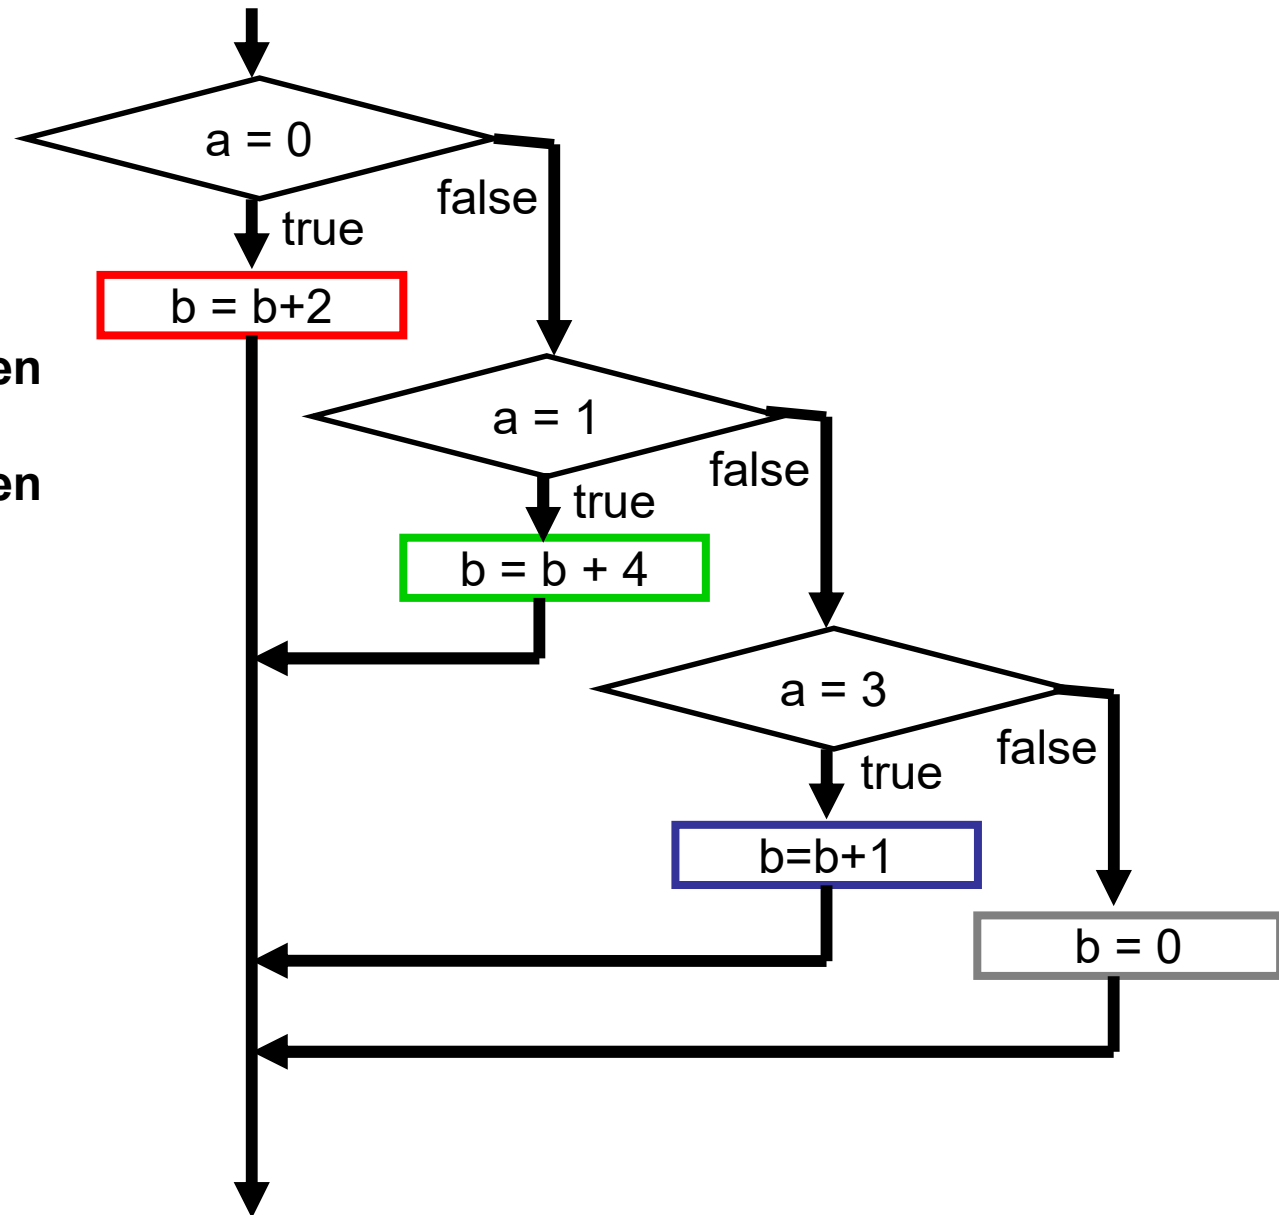 a = 0
false
true
b = b+2
en
a = 1
false
en
true
b = b + 4
a = 3
false
true
b=b+1
b = 0